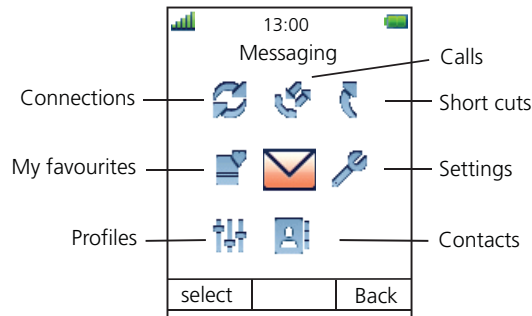 13:00
Messaging
Calls
Connections
Short cuts
My favourites
Settings
Profiles
Contacts
select Back